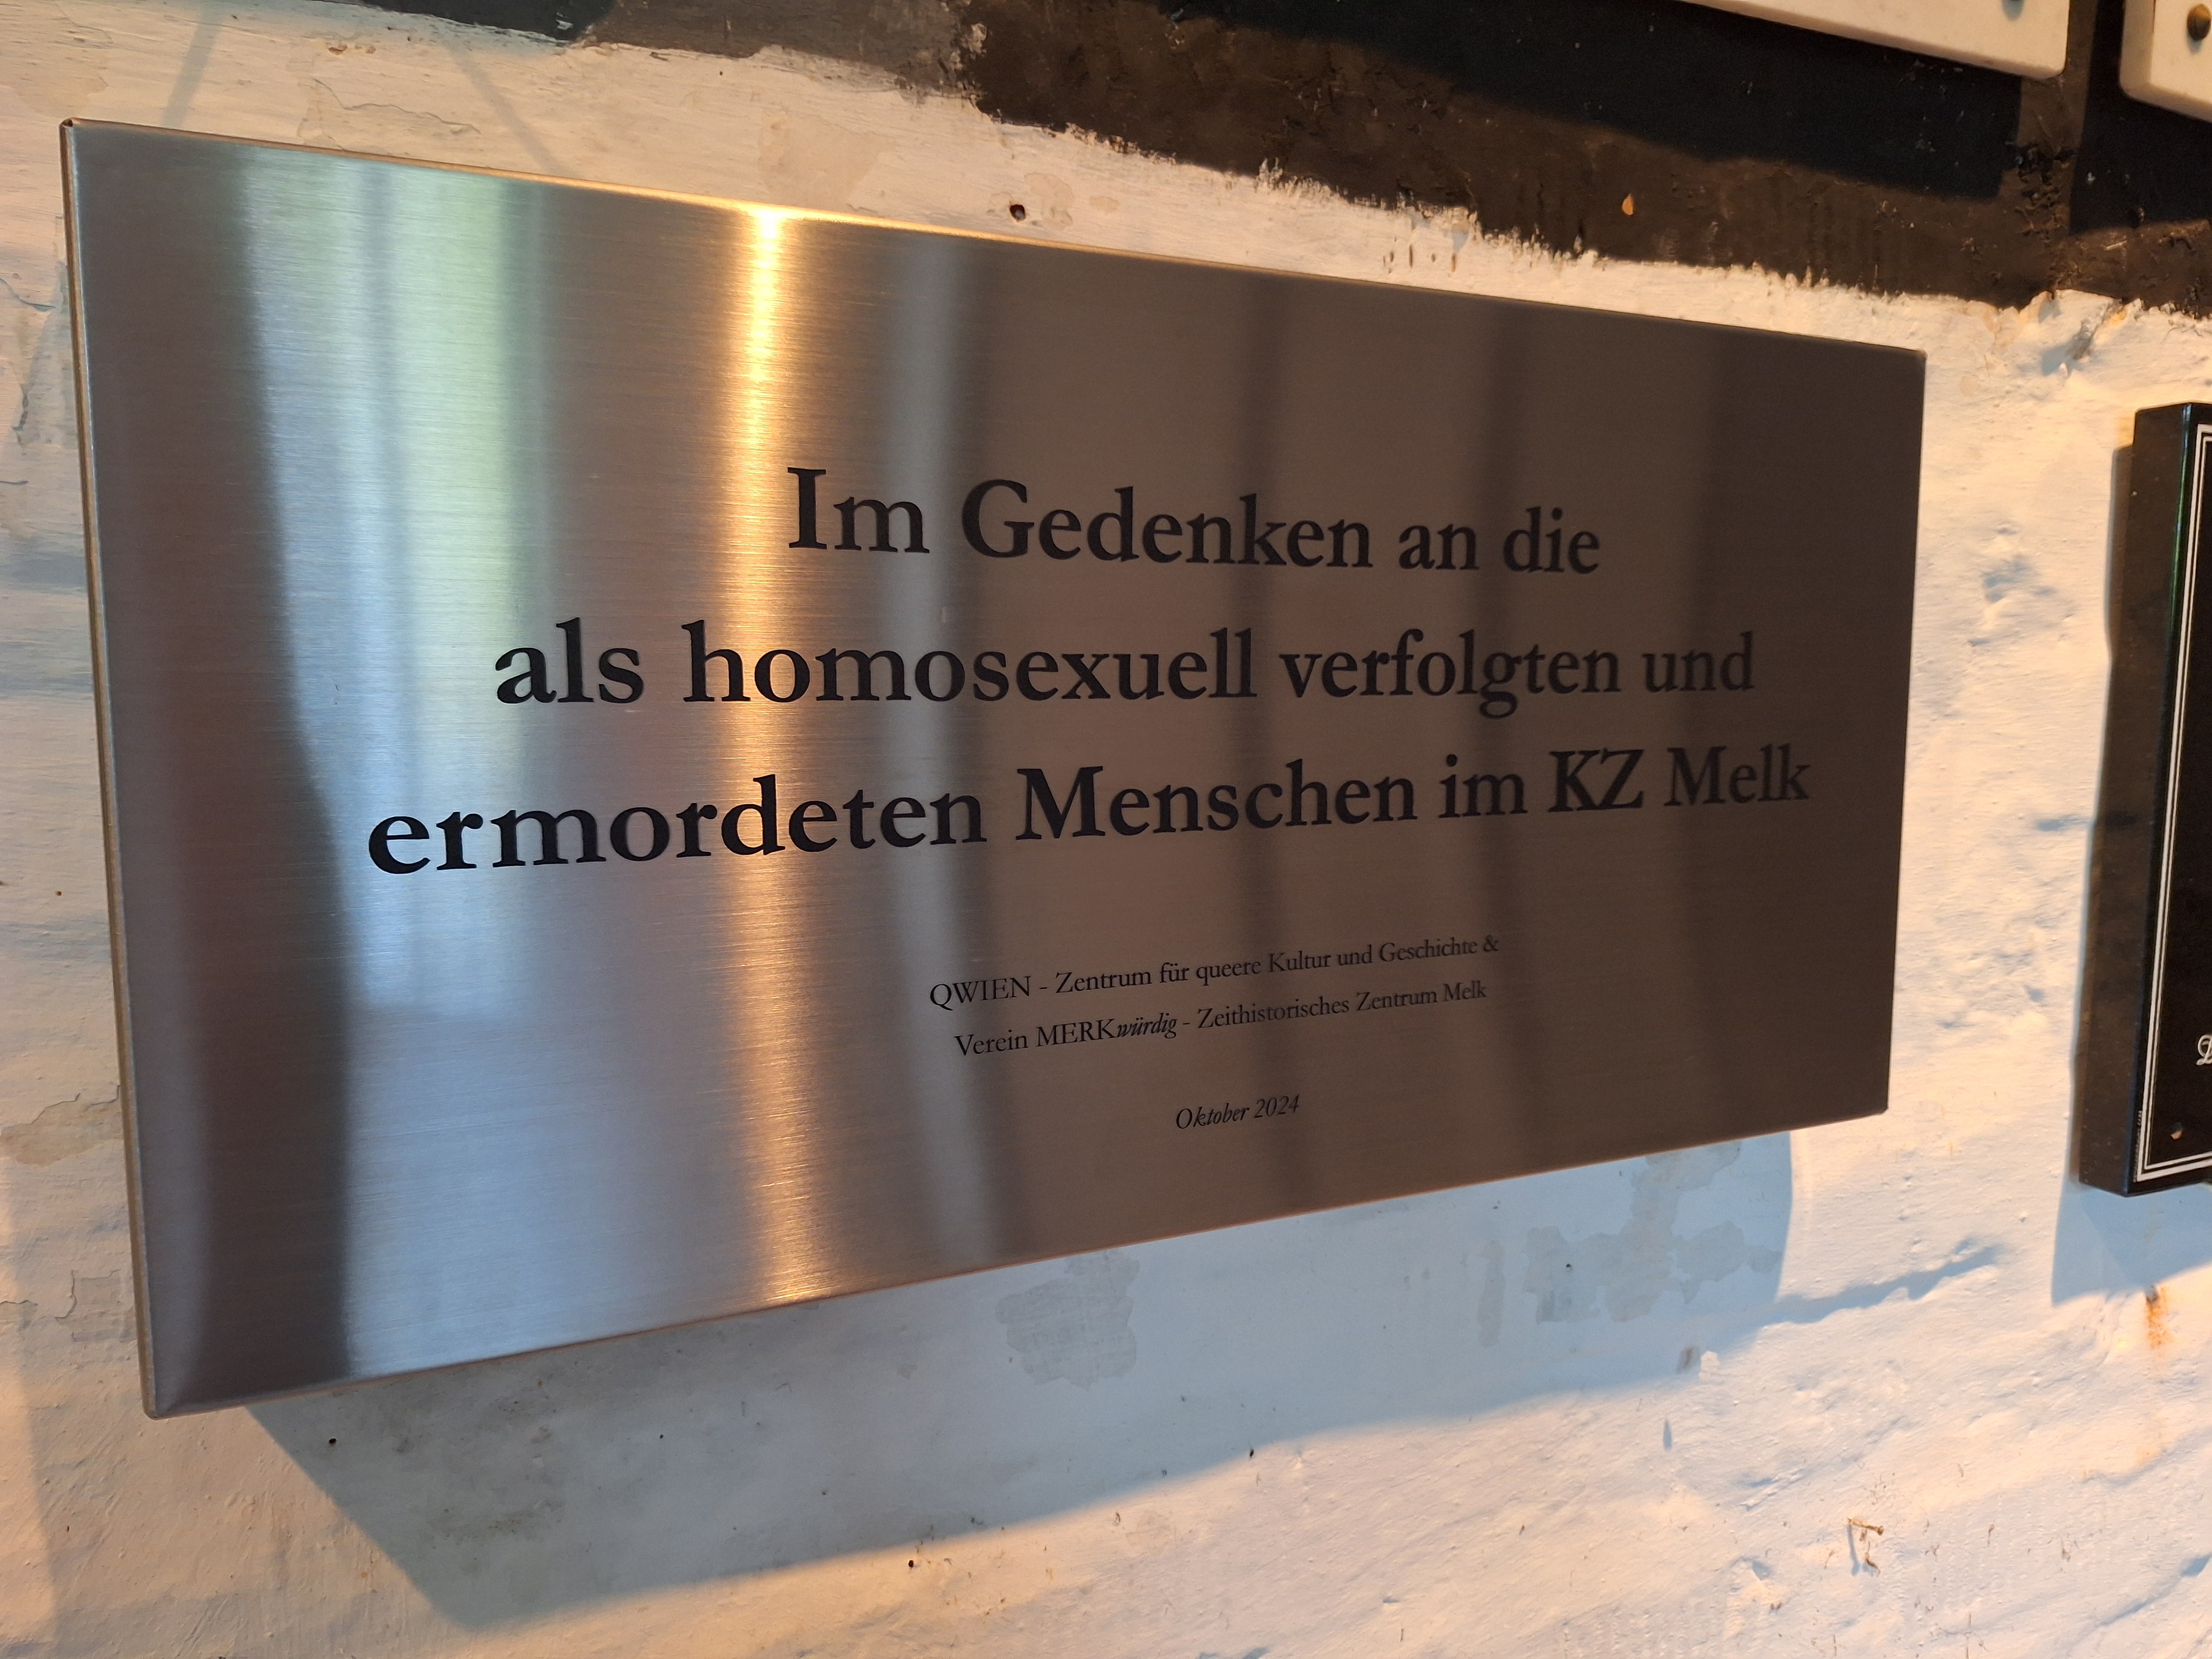 Im Gedenken an die
als homosexuell verfolgten und
ermordeten Menschen im KZ Melk
QWIEN - Zentrum für queere Kultur und Geschichte &
Verein MERKwürdig - Zeithistorisches Zentrum Melk
Oktober 2024